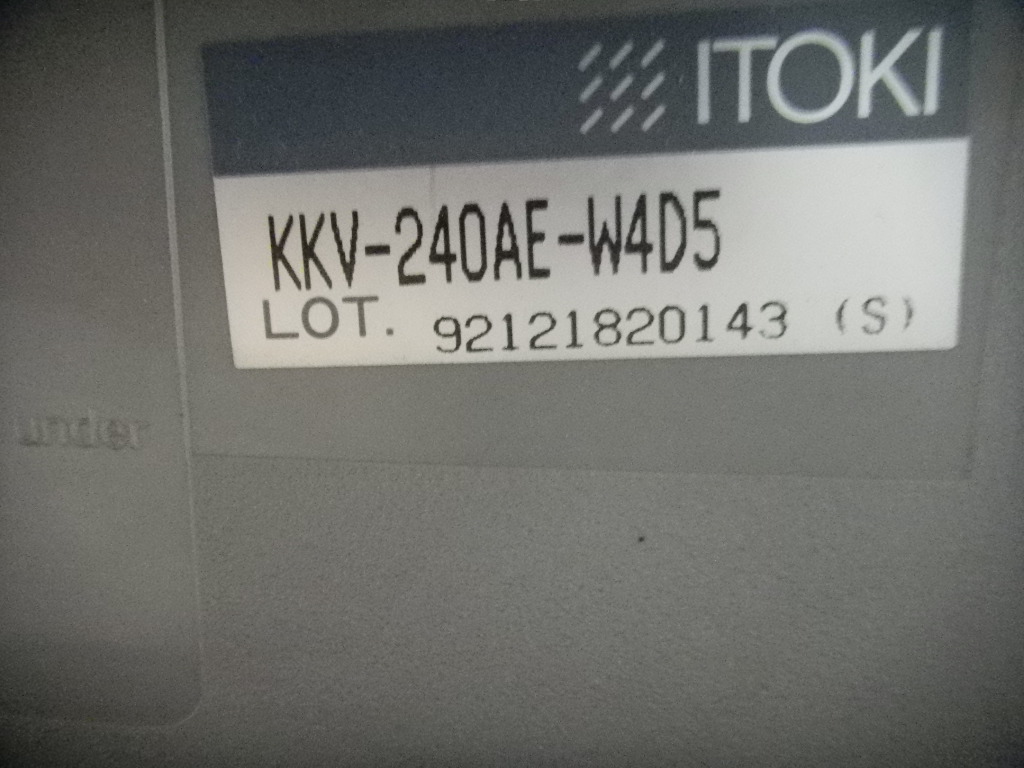 ITOKI
KKV-240AE-W4D5
LOT. 92121820143 (S)
under